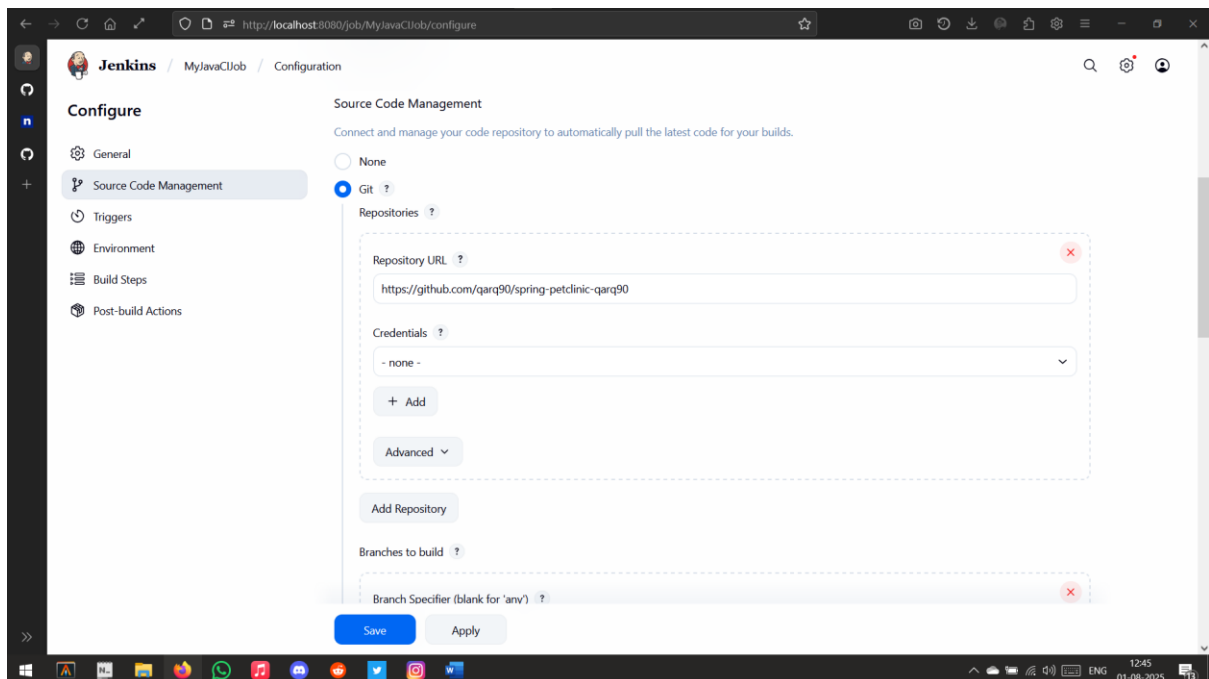 http://localhost:8080/job/MyJavaCIJob/configure
Jenkins / MyJavaCIJob / Configuration
Configure
General
Source Code Management
Triggers
Environment
Build Steps
Post-build Actions
Source Code Management
Connect and manage your code repository to automatically pull the latest code for your builds.
None
Git ?
Repositories ?
Repository URL ?
https://github.com/qarq90/spring-petclinic-qarq90
Credentials ?
- none -
+ Add
Advanced
Add Repository
Branches to build ?
Branch Specifier (blank for 'any') ?
Save
Apply
n
N
W
ENG
12:45
01-08-2025
13